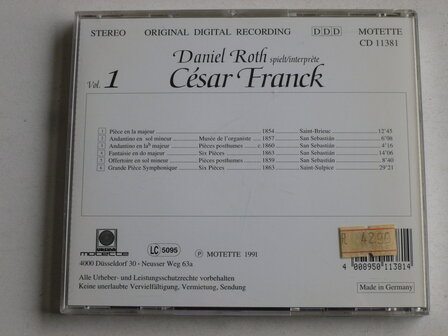 STEREO ORIGINAL DIGITAL RECORDING DDD MOTETTE
CD 11381
Daniel Roth spielt/interprète
Vol. 1 César Franck
1 Pièce en la majeur 1854 Saint-Brieuc 12'45
2 Andantino en sol mineur Musée de l'organiste 1857 San Sebastián 6'06
3 Andantino en la♭ majeur Pièces posthumes c 1860 San Sebastián 4'16
4 Fantaisie en do majeur Six Pièces 1863 San Sebastián 14'06
5 Offertoire en sol mineur Pièces posthumes 1859 San Sebastián 8'40
6 Grande Pièce Symphonique Six Pièces 1863 Saint-Sulpice 29'21
motette
LC 5095
Ⓟ MOTETTE 1991
42.90
4 008950 113814
4000 Düsseldorf 30 - Neusser Weg 63a
Alle Urheber- und Leistungsschutzrechte vorbehalten
Keine unerlaubte Vervielfältigung, Vermietung, Sendung
Made in Germany